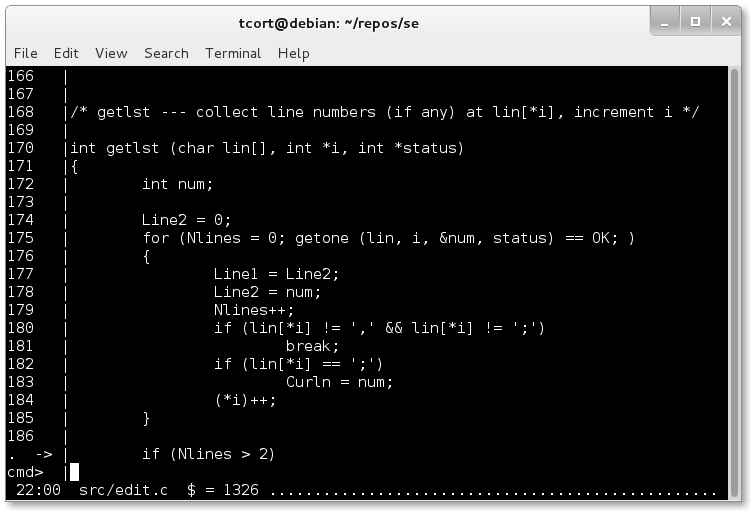 tcort@debian: ~/repos/se
File Edit View Search Terminal Help
166 |
167 |
168 |/* getlst --- collect line numbers (if any) at lin[*i], increment i */
169 |
170 |int getlst (char lin[], int *i, int *status)
171 |{
172 |        int num;
173 |
174 |        Line2 = 0;
175 |        for (Nlines = 0; getone (lin, i, &num, status) == OK; )
176 |        {
177 |                Line1 = Line2;
178 |                Line2 = num;
179 |                Nlines++;
180 |                if (lin[*i] != ',' && lin[*i] != ';')
181 |                        break;
182 |                if (lin[*i] == ';')
183 |                        Curln = num;
184 |                (*i)++;
185 |        }
186 |
.  -> |        if (Nlines > 2)
cmd> |
22:00  src/edit.c  $ = 1326 ..................................................